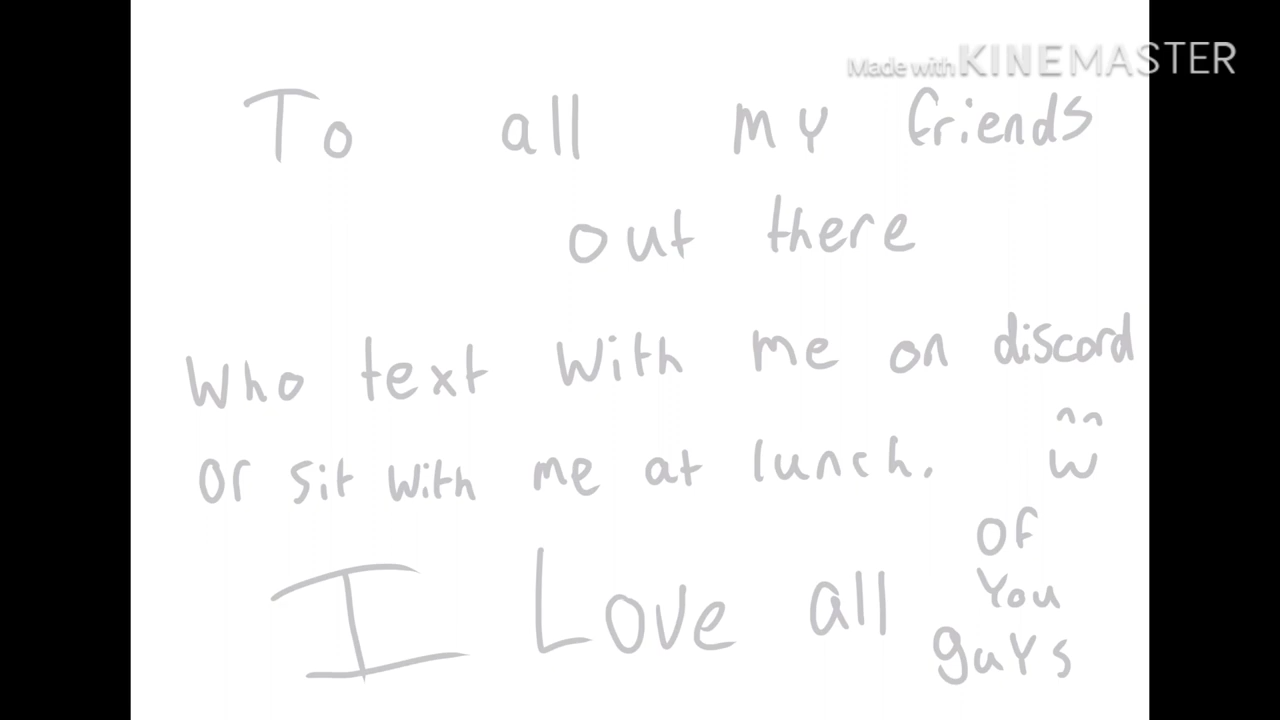 Made with KINEMASTER
To all my friends
out there
Who text with me on discord
or sit with me at lunch. ^^
w
I Love all of
you
guys